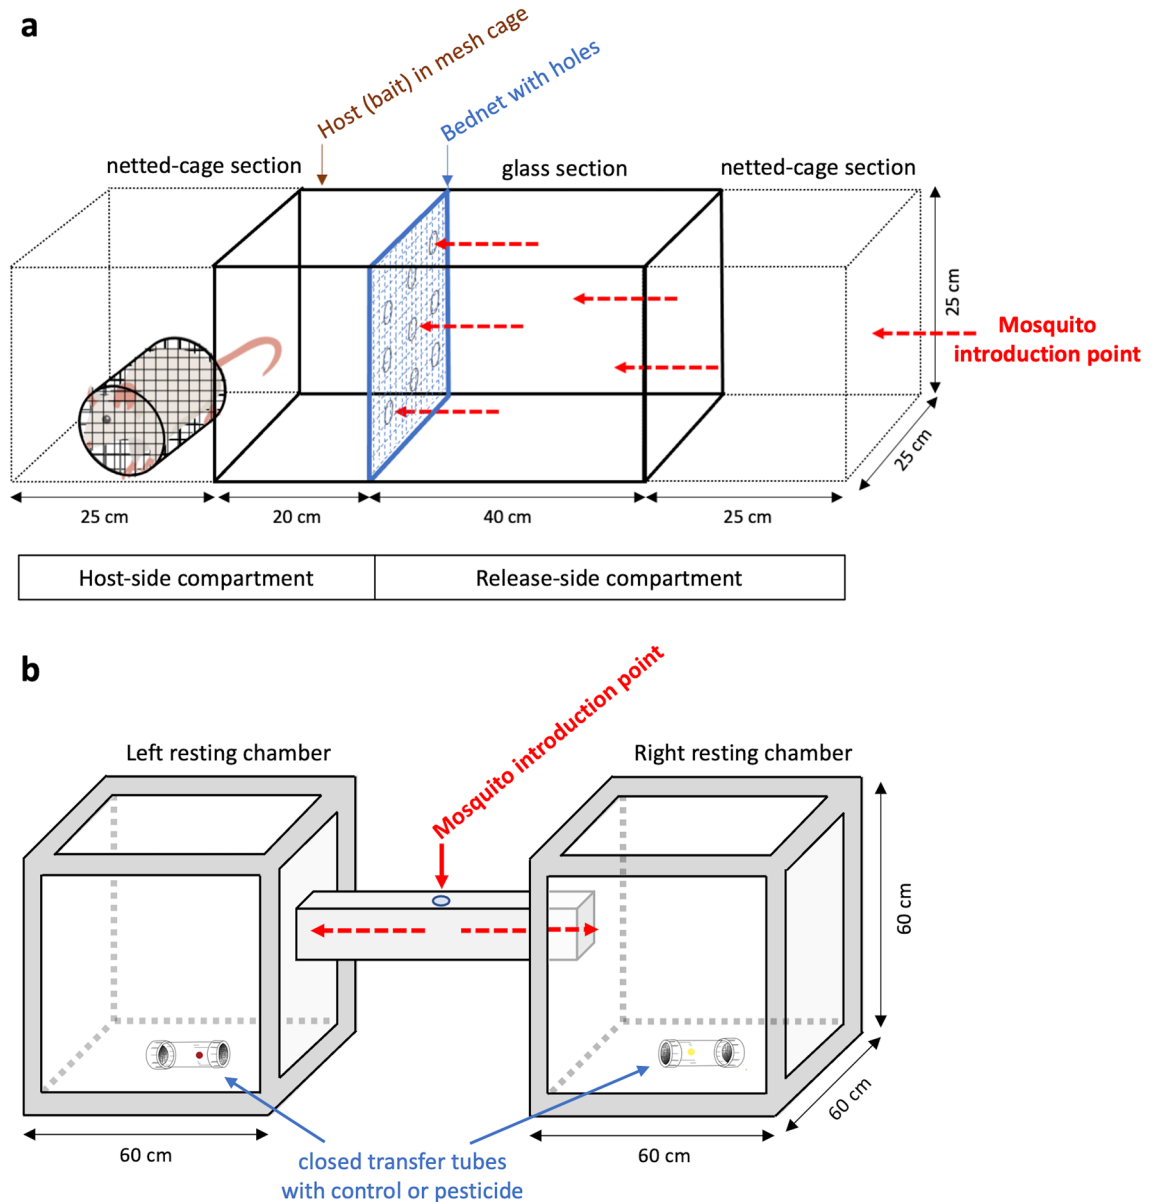 a
Host (bait) in mesh cage
Bednet with holes
netted-cage section
glass section
netted-cage section
25 cm
Mosquito
introduction point
25 cm
25 cm
20 cm
40 cm
25 cm
Host-side compartment
Release-side compartment
b
Mosquito introduction point
Left resting chamber
Right resting chamber
60 cm
60 cm
60 cm
60 cm
closed transfer tubes
with control or pesticide